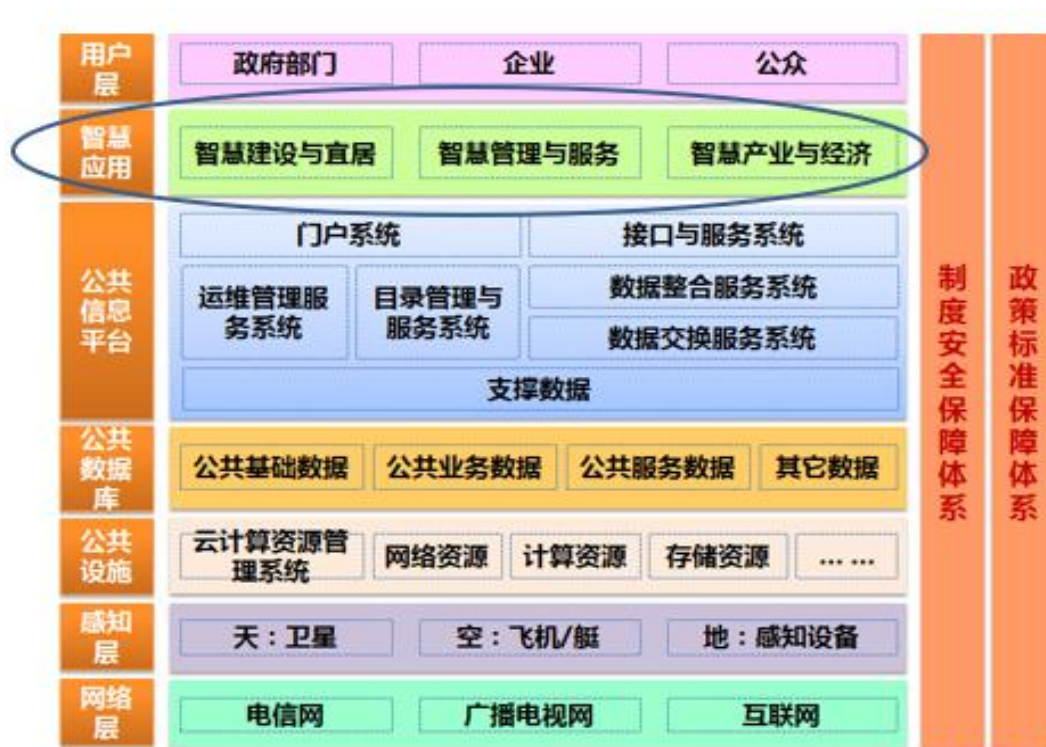 用户
层
政府部门
企业
公众
智慧
应用
智慧建设与宜居
智慧管理与服务
智慧产业与经济
公共
信息
平台
门户系统
接口与服务系统
运维管理服
务系统
目录管理与
服务系统
数据整合服务系统
数据交换服务系统
支撑数据
公共
数据
库
公共基础数据
公共业务数据
公共服务数据
其它数据
公共
设施
云计算资源管
理系统
网络资源
计算资源
存储资源
... ...
感知
层
天：卫星
空：飞机/艇
地：感知设备
网络
层
电信网
广播电视网
互联网
制度安全保障体系
政策标准保障体系